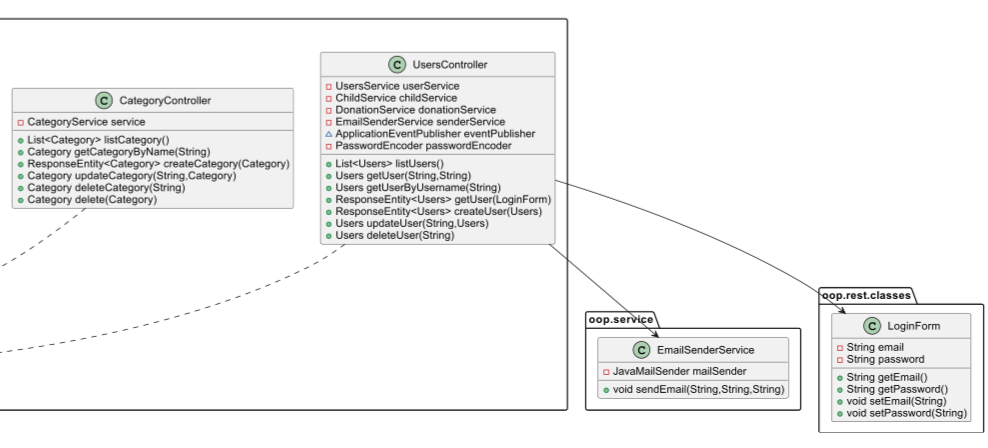 C CategoryController
CategoryService service
List<Category> listCategory()
Category getCategoryByName(String)
ResponseEntity<Category> createCategory(Category)
Category updateCategory(String,Category)
Category deleteCategory(String)
Category delete(Category)
C UsersController
UsersService userService
ChildService childService
DonationService donationService
EmailSenderService senderService
ApplicationEventPublisher eventPublisher
PasswordEncoder passwordEncoder
List<Users> listUsers()
Users getUser(String,String)
Users getUserByUsername(String)
ResponseEntity<Users> getUser(LoginForm)
ResponseEntity<Users> createUser(Users)
Users updateUser(String,Users)
Users deleteUser(String)
oop.service
C EmailSenderService
JavaMailSender mailSender
void sendEmail(String,String,String)
oop.rest.classes
C LoginForm
String email
String password
String getEmail()
String getPassword()
void setEmail(String)
void setPassword(String)